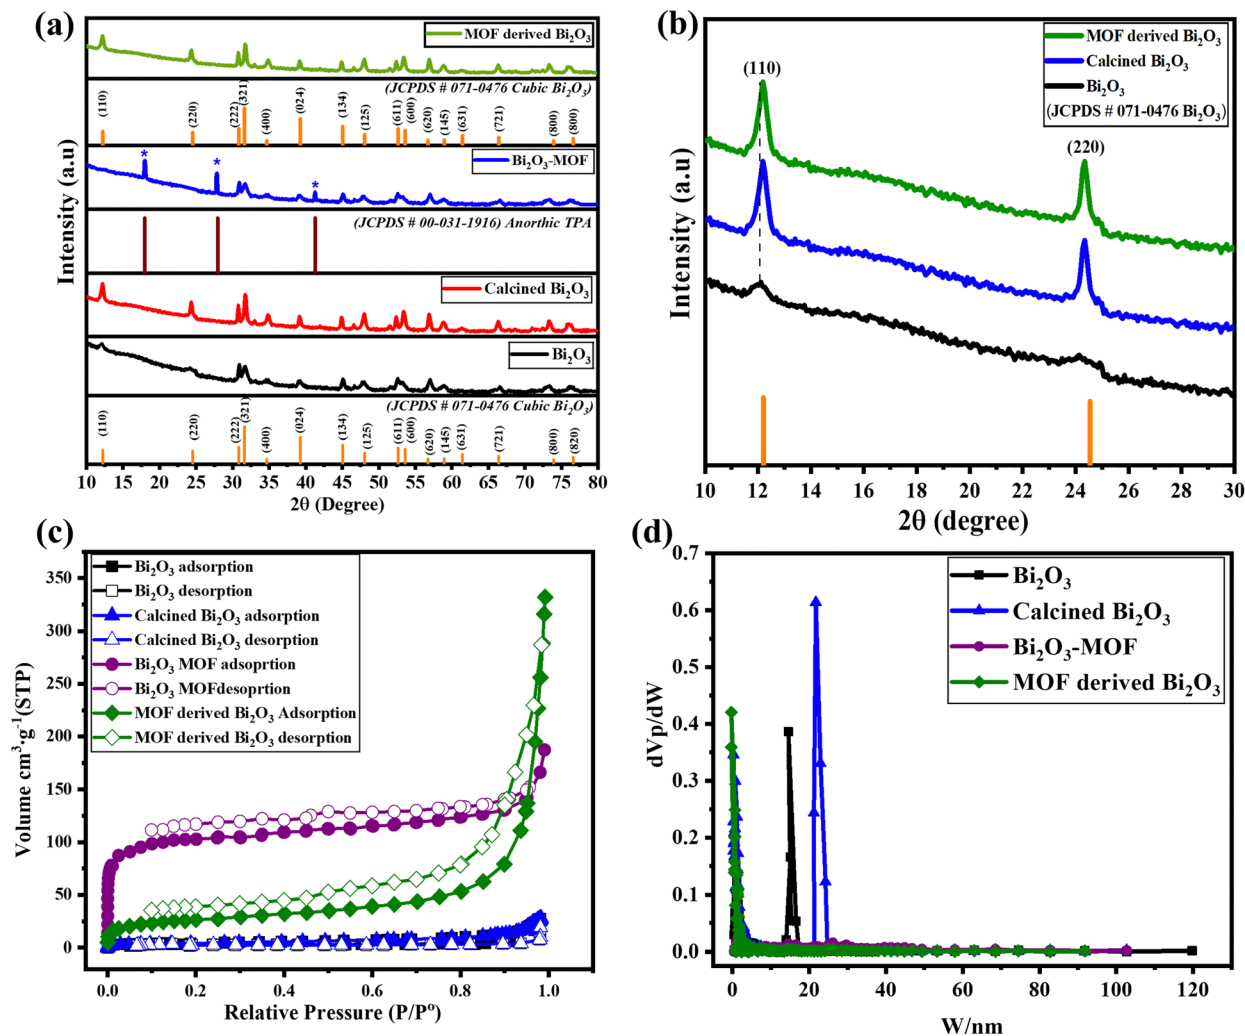 (a)
Intensity (a.u)
MOF derived Bi₂O₃
(JCPDS # 071-0476 Cubic Bi₂O₃)
(110)
(220)
(222)
(321)
(400)
(024)
(134)
(125)
(611)
(600)
(620)
(145)
(631)
(721)
(800)
(800)
* * *
Bi₂O₃-MOF
(JCPDS # 00-031-1916) Anorthic TPA
Calcined Bi₂O₃
Bi₂O₃
(JCPDS # 071-0476 Cubic Bi₂O₃)
(110)
(220)
(222)
(321)
(400)
(024)
(134)
(125)
(611)
(600)
(620)
(145)
(631)
(721)
(800)
(820)
10 15 20 25 30 35 40 45 50 55 60 65 70 75 80
2θ (Degree)
(b)
Intensity (a.u)
MOF derived Bi₂O₃
Calcined Bi₂O₃
Bi₂O₃
(JCPDS # 071-0476 Bi₂O₃)
(110)
(220)
10 12 14 16 18 20 22 24 26 28 30
2θ (degree)
(c)
Volume cm³·g⁻¹(STP)
350
300
250
200
150
100
50
0
Bi₂O₃ adsorption
Bi₂O₃ desorption
Calcined Bi₂O₃ adsorption
Calcined Bi₂O₃ desorption
Bi₂O₃ MOF adsoprtion
Bi₂O₃ MOFdesoprtion
MOF derived Bi₂O₃ Adsorption
MOF derived Bi₂O₃ desorption
0.0 0.2 0.4 0.6 0.8 1.0
Relative Pressure (P/Pº)
(d)
dVp/dW
0.7
0.6
0.5
0.4
0.3
0.2
0.1
0.0
Bi₂O₃
Calcined Bi₂O₃
Bi₂O₃-MOF
MOF derived Bi₂O₃
0 20 40 60 80 100 120
W/nm